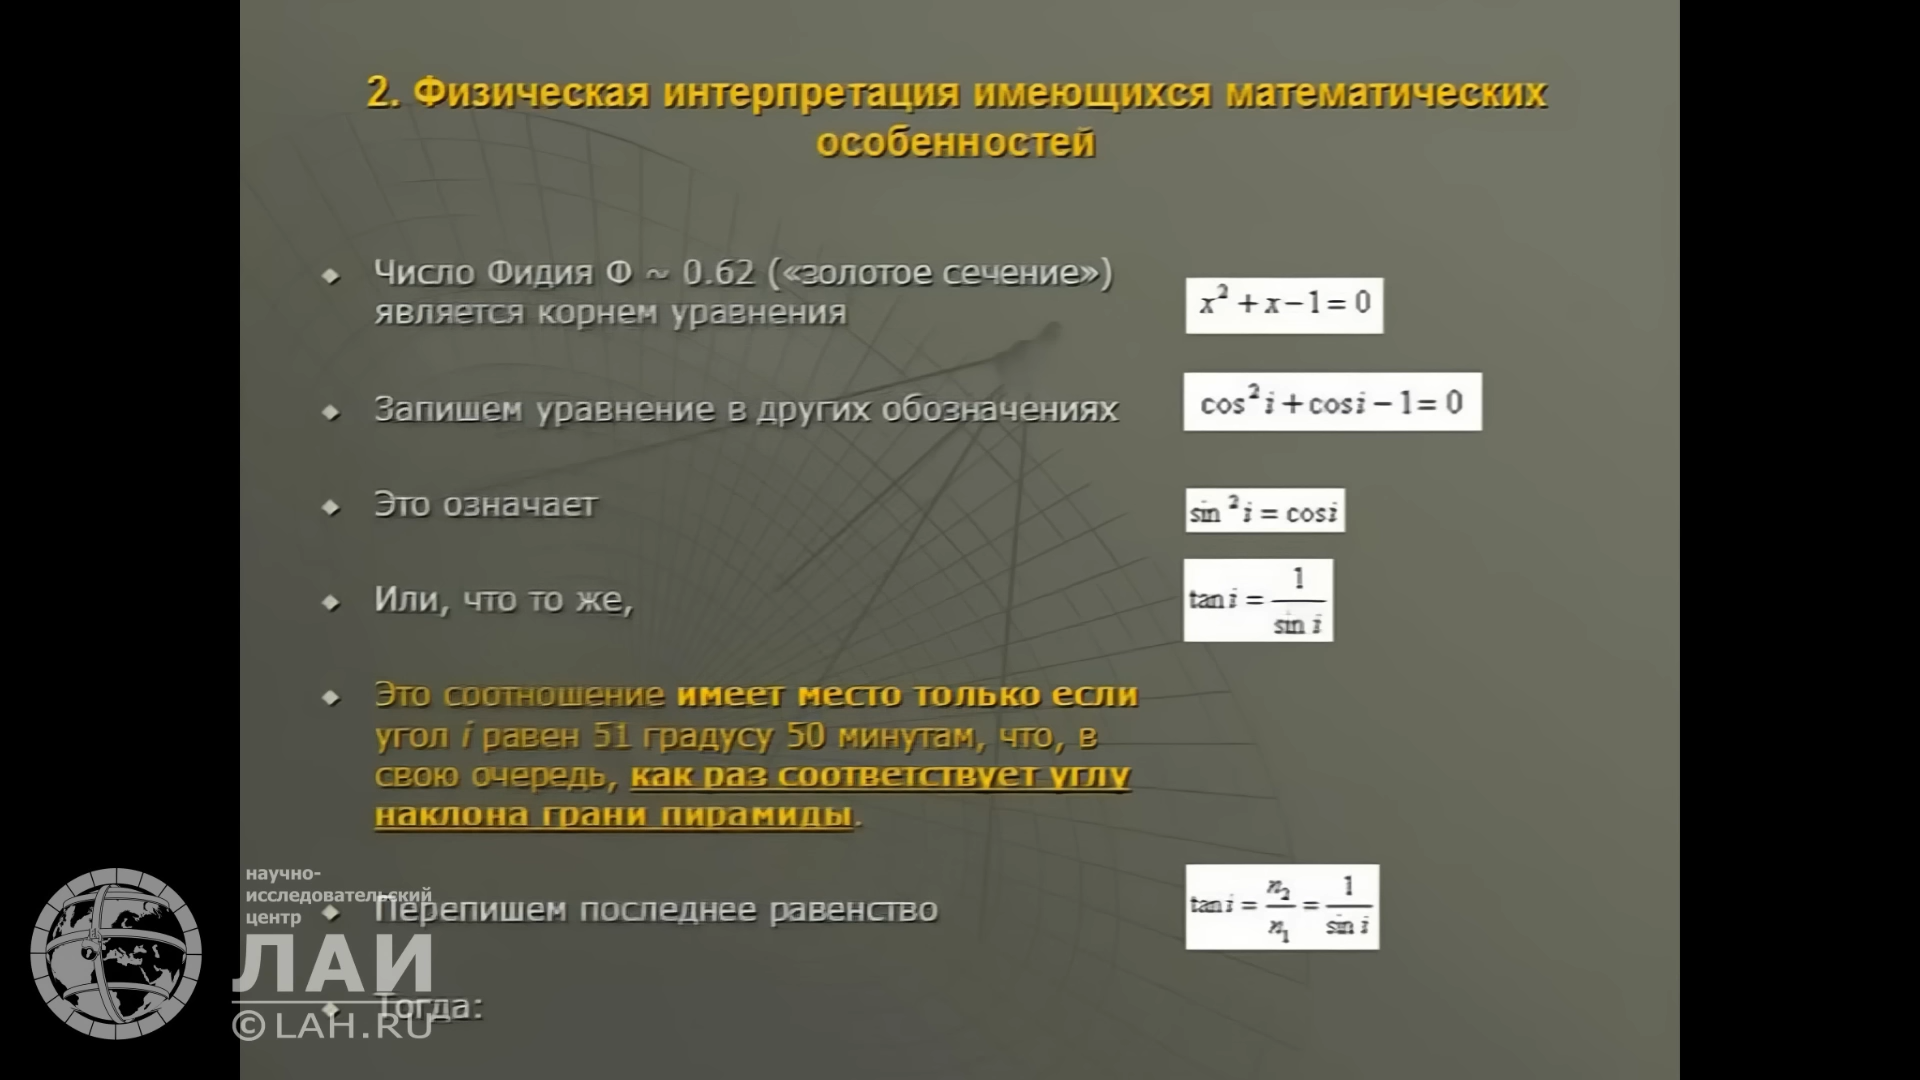 2. Физическая интерпретация имеющихся математических
особенностей
Число Фидия Ф ~ 0.62 («золотое сечение»)
является корнем уравнения
x² + x − 1 = 0
Запишем уравнение в других обозначениях
cos² i + cos i − 1 = 0
Это означает
sin² i = cos i
Или, что то же,
tan i = 1 / sin i
Это соотношение имеет место только если
угол i равен 51 градусу 50 минутам, что, в
свою очередь, как раз соответствует углу
наклона грани пирамиды.
Перепишем последнее равенство
tan i = n₂ / n₁ = 1 / sin i
Тогда:
научно-
исследовательский
центр
ЛАИ
©LAH.RU